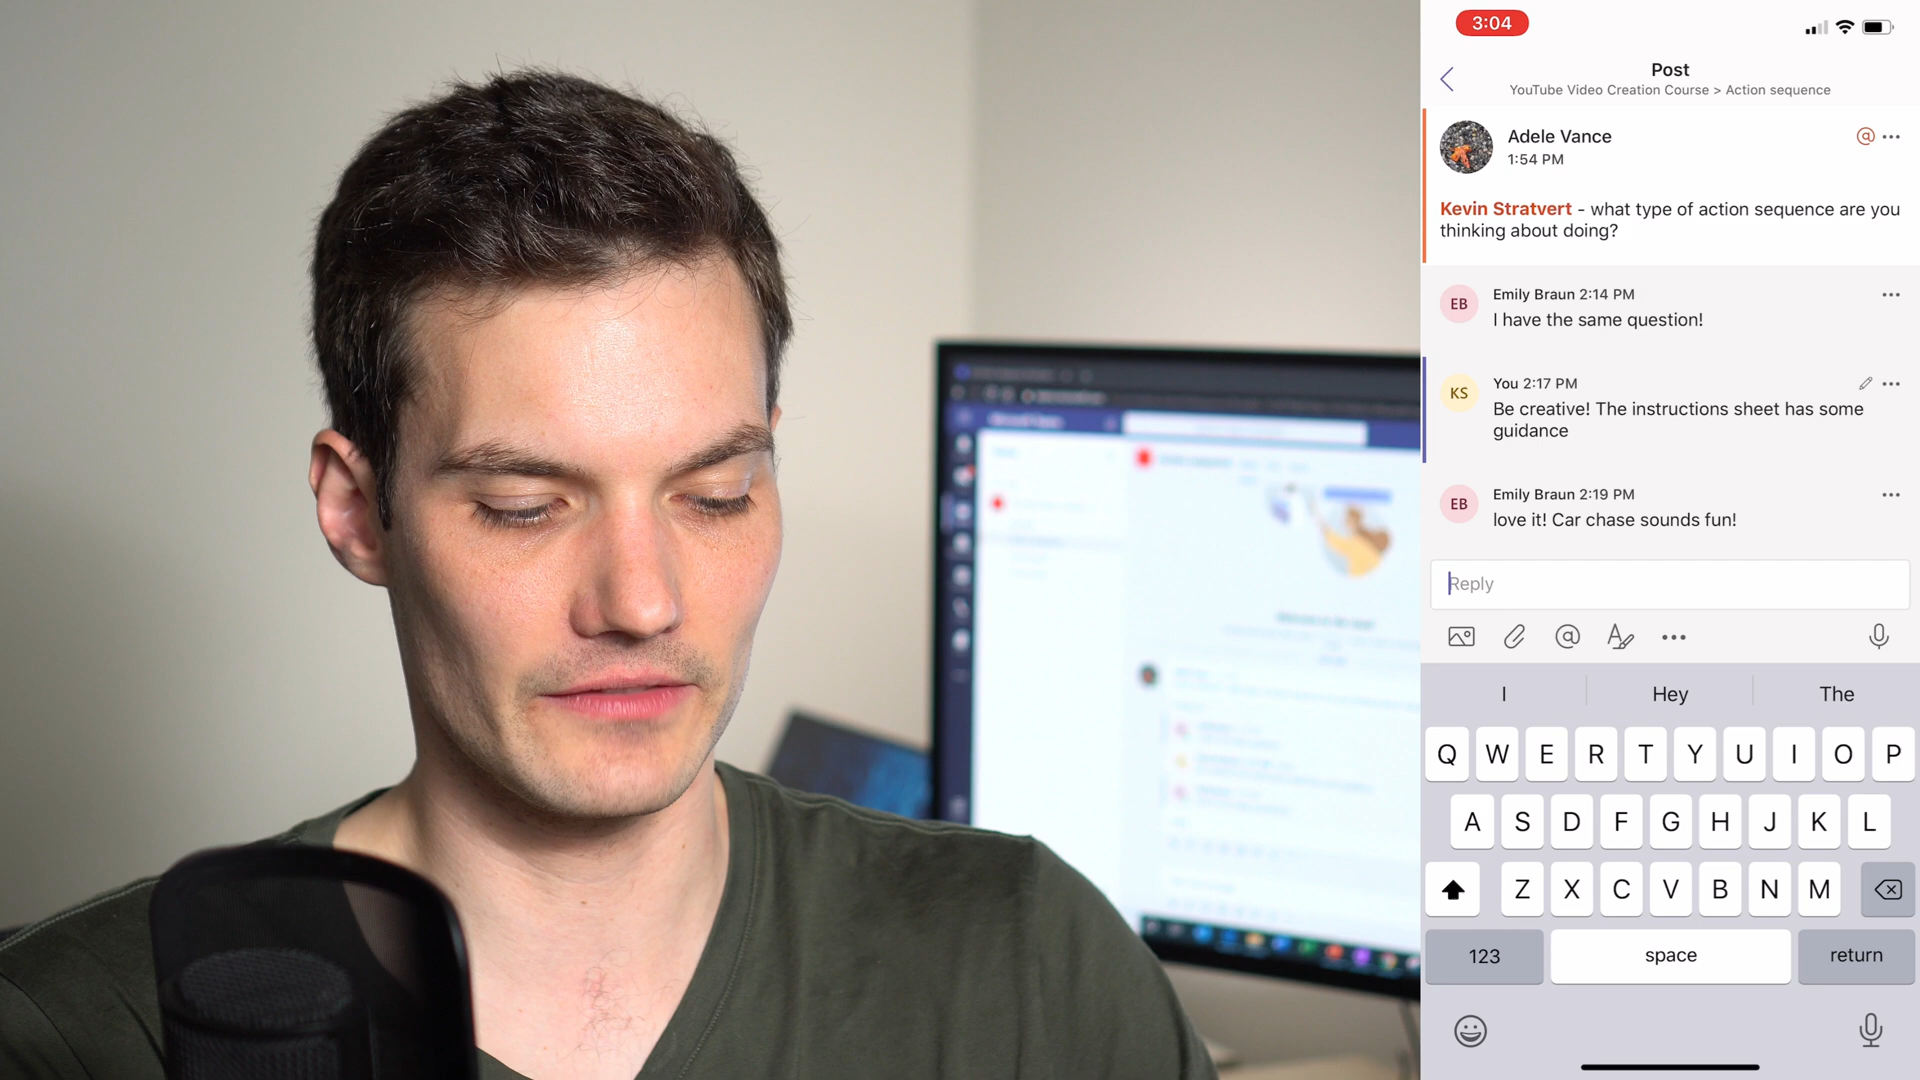 3:04
Post
YouTube Video Creation Course > Action sequence
Adele Vance
1:54 PM
Kevin Stratvert - what type of action sequence are you
thinking about doing?
EB
Emily Braun 2:14 PM
I have the same question!
KS
You 2:17 PM
Be creative! The instructions sheet has some
guidance
EB
Emily Braun 2:19 PM
love it! Car chase sounds fun!
Reply
I Hey The
Q W E R T Y U I O P
A S D F G H J K L
Z X C V B N M
123 space return